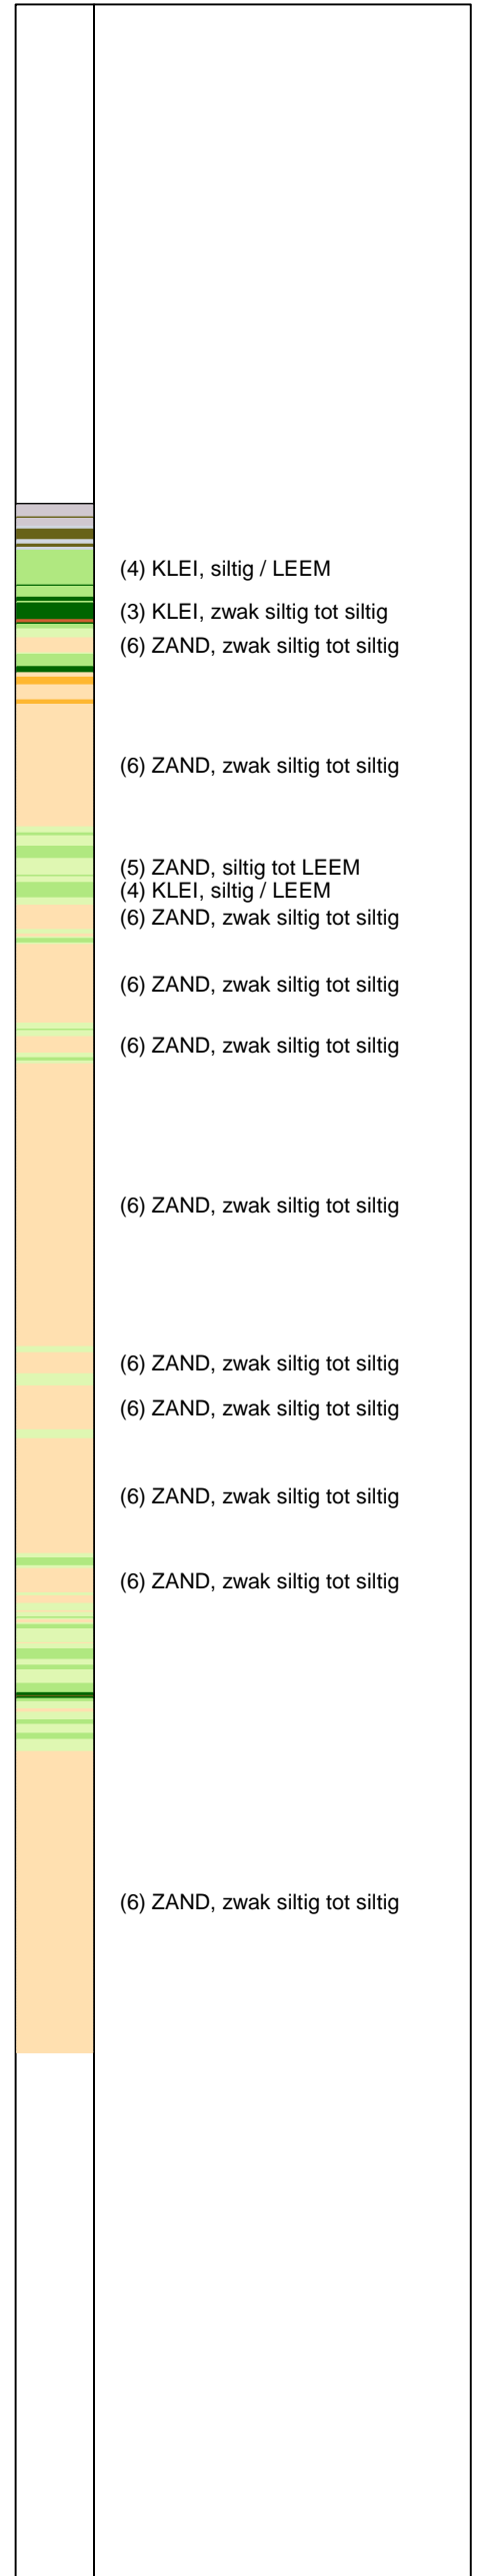 (4) KLEI, siltig / LEEM
(3) KLEI, zwak siltig tot siltig
(6) ZAND, zwak siltig tot siltig
(6) ZAND, zwak siltig tot siltig
(5) ZAND, siltig tot LEEM
(4) KLEI, siltig / LEEM
(6) ZAND, zwak siltig tot siltig
(6) ZAND, zwak siltig tot siltig
(6) ZAND, zwak siltig tot siltig
(6) ZAND, zwak siltig tot siltig
(6) ZAND, zwak siltig tot siltig
(6) ZAND, zwak siltig tot siltig
(6) ZAND, zwak siltig tot siltig
(6) ZAND, zwak siltig tot siltig
(6) ZAND, zwak siltig tot siltig